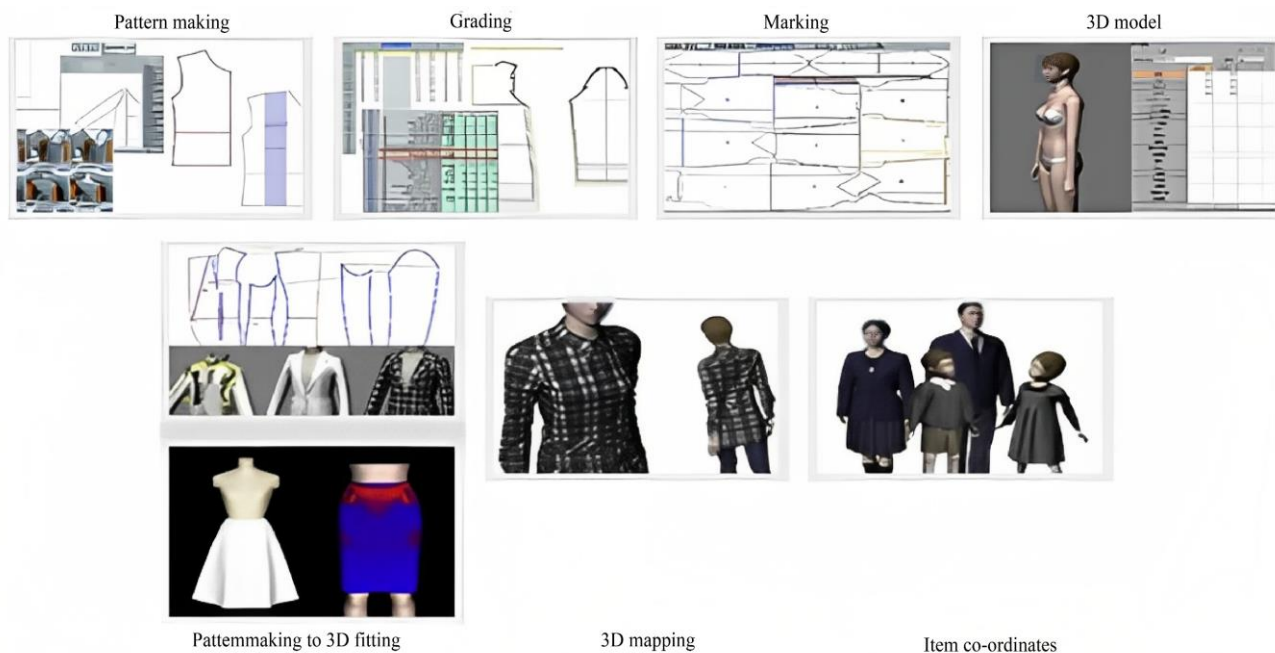 Pattern making
Grading
Marking
3D model
Pattemmaking to 3D fitting
3D mapping
Item co-ordinates